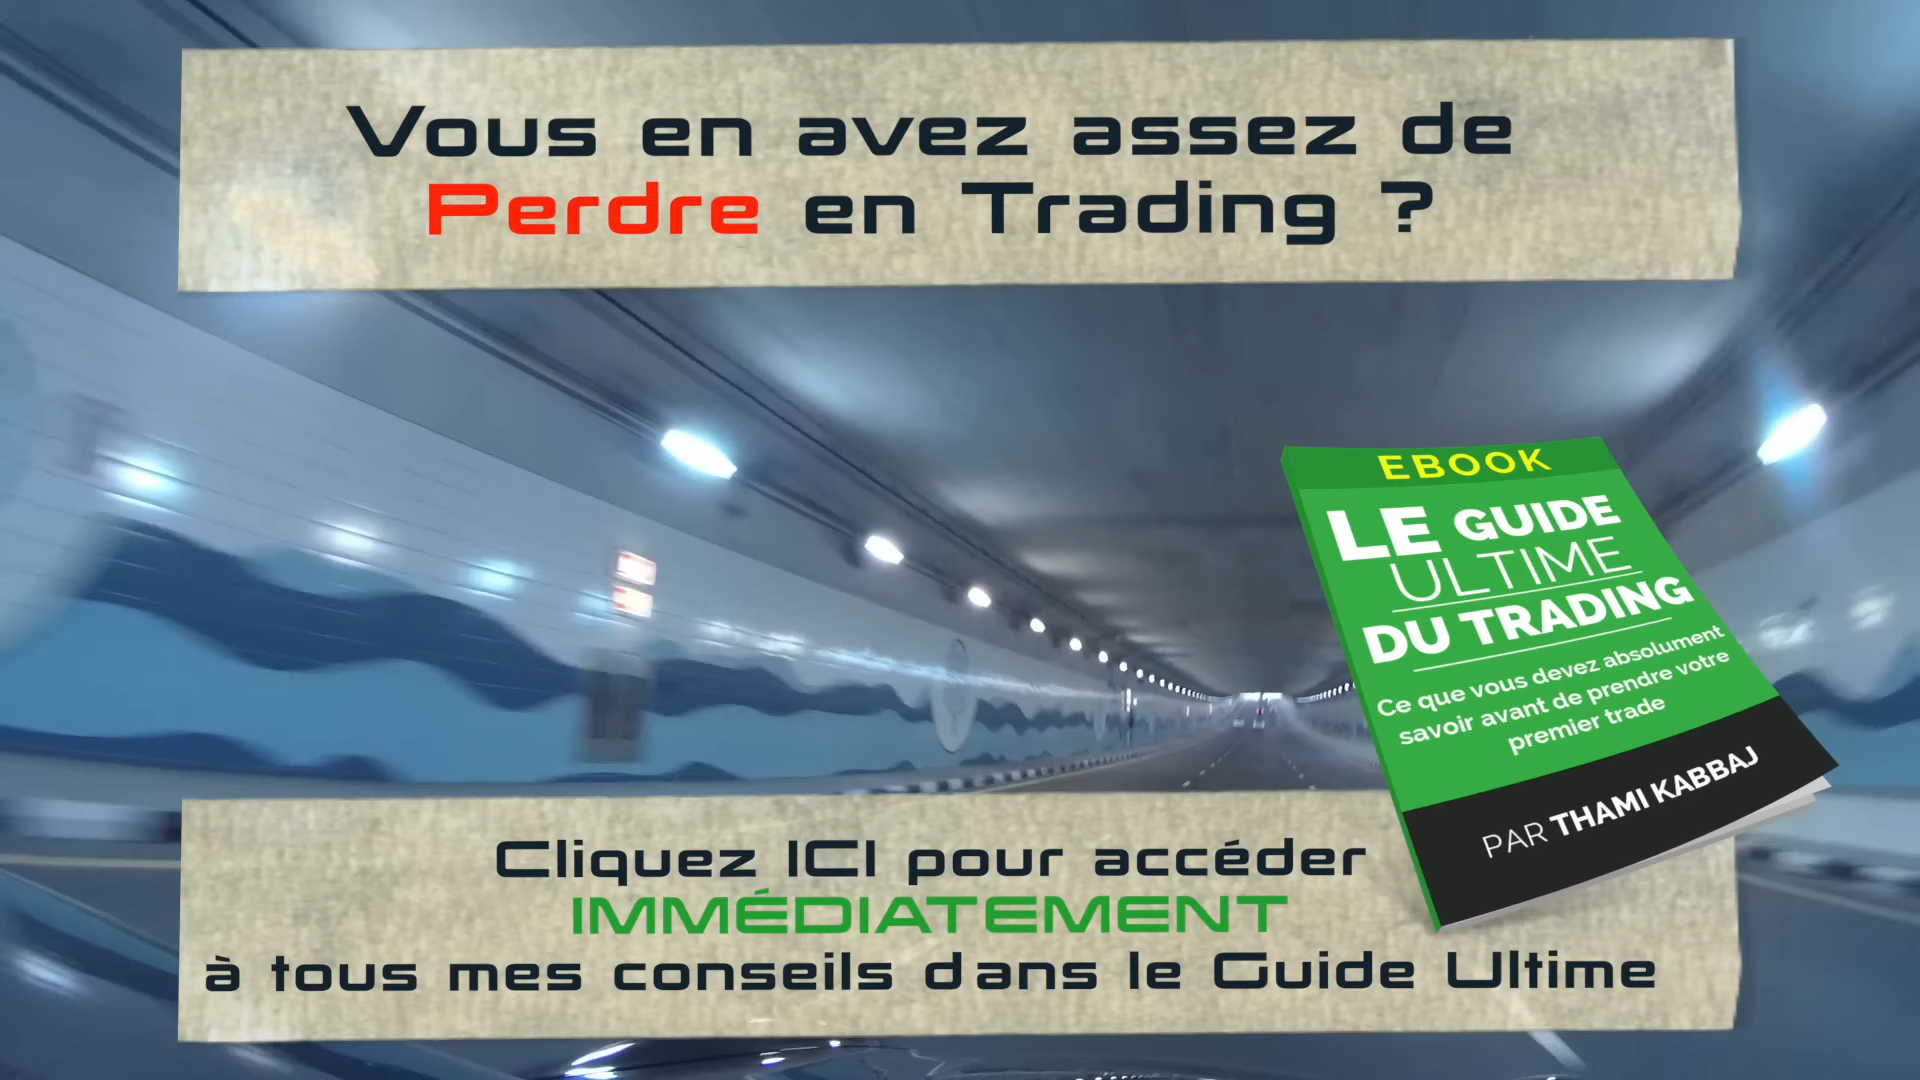 Vous en avez assez de
Perdre en Trading ?
EBOOK
LE GUIDE
ULTIME
DU TRADING
Ce que vous devez absolument
savoir avant de prendre votre
premier trade
PAR THAMI KABBAJ
Cliquez ICI pour accéder
IMMÉDIATEMENT
à tous mes conseils dans le Guide Ultime